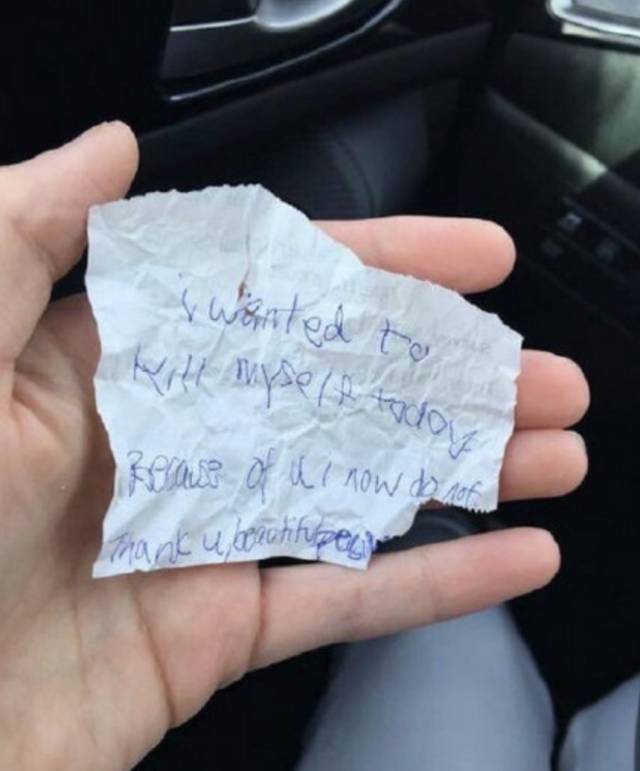 i wanted to
kill myself today
Because of u i now do not
Thank u, beautiful